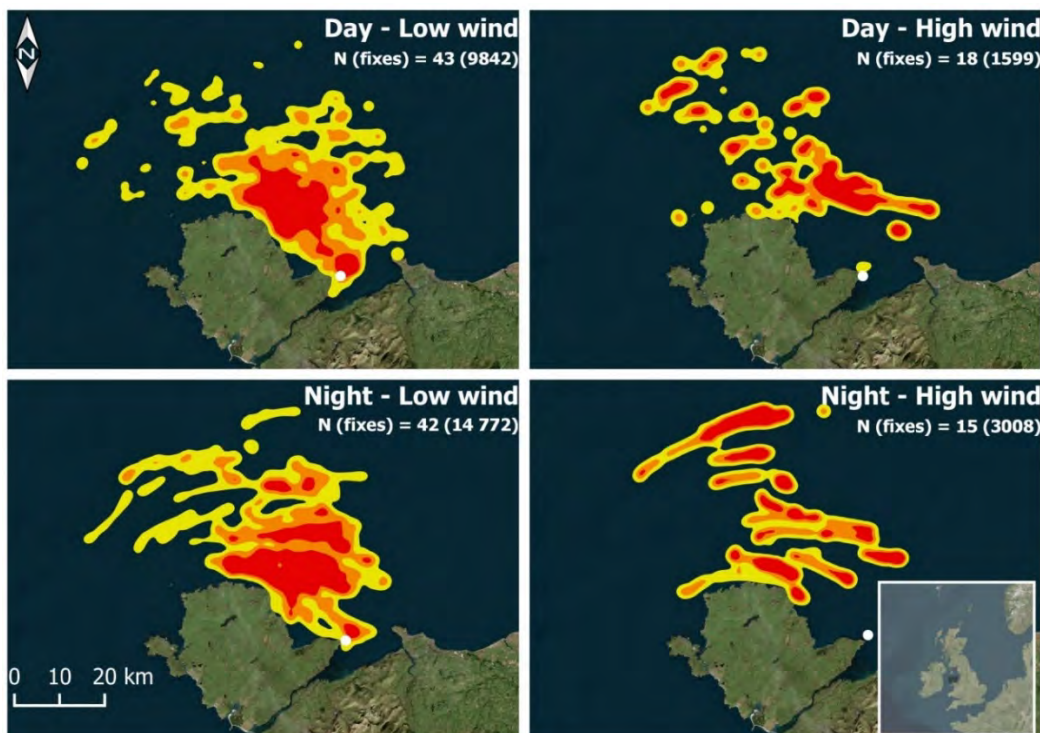 N
Day - Low wind
N (fixes) = 43 (9842)
Day - High wind
N (fixes) = 18 (1599)
Night - Low wind
N (fixes) = 42 (14 772)
0 10 20 km
Night - High wind
N (fixes) = 15 (3008)